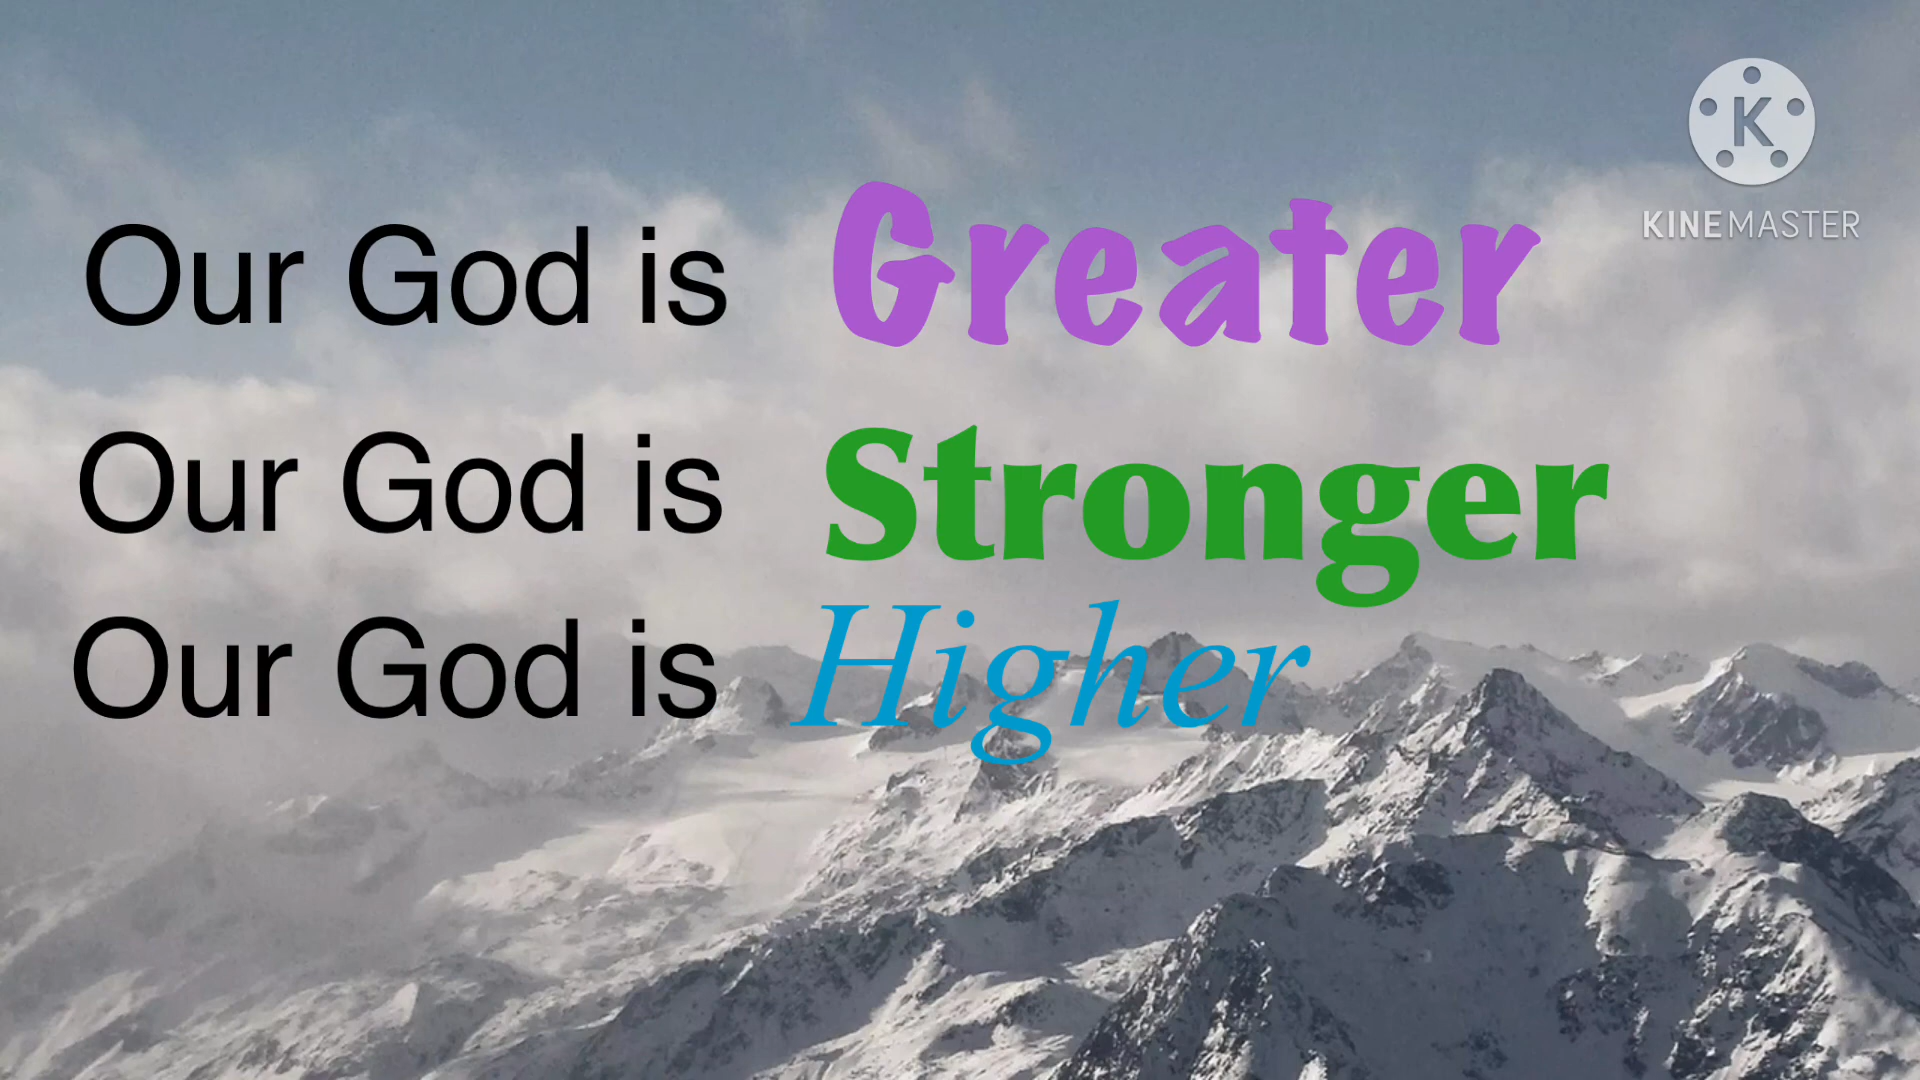 K
KINEMASTER
Our God is Greater
Our God is Stronger
Our God is Higher